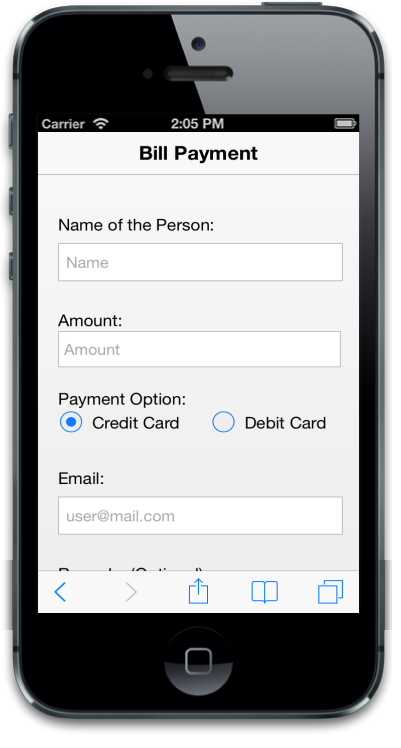 Carrier 2:05 PM
Bill Payment
Name of the Person:
Name
Amount:
Amount
Payment Option:
Credit Card Debit Card
Email:
user@mail.com